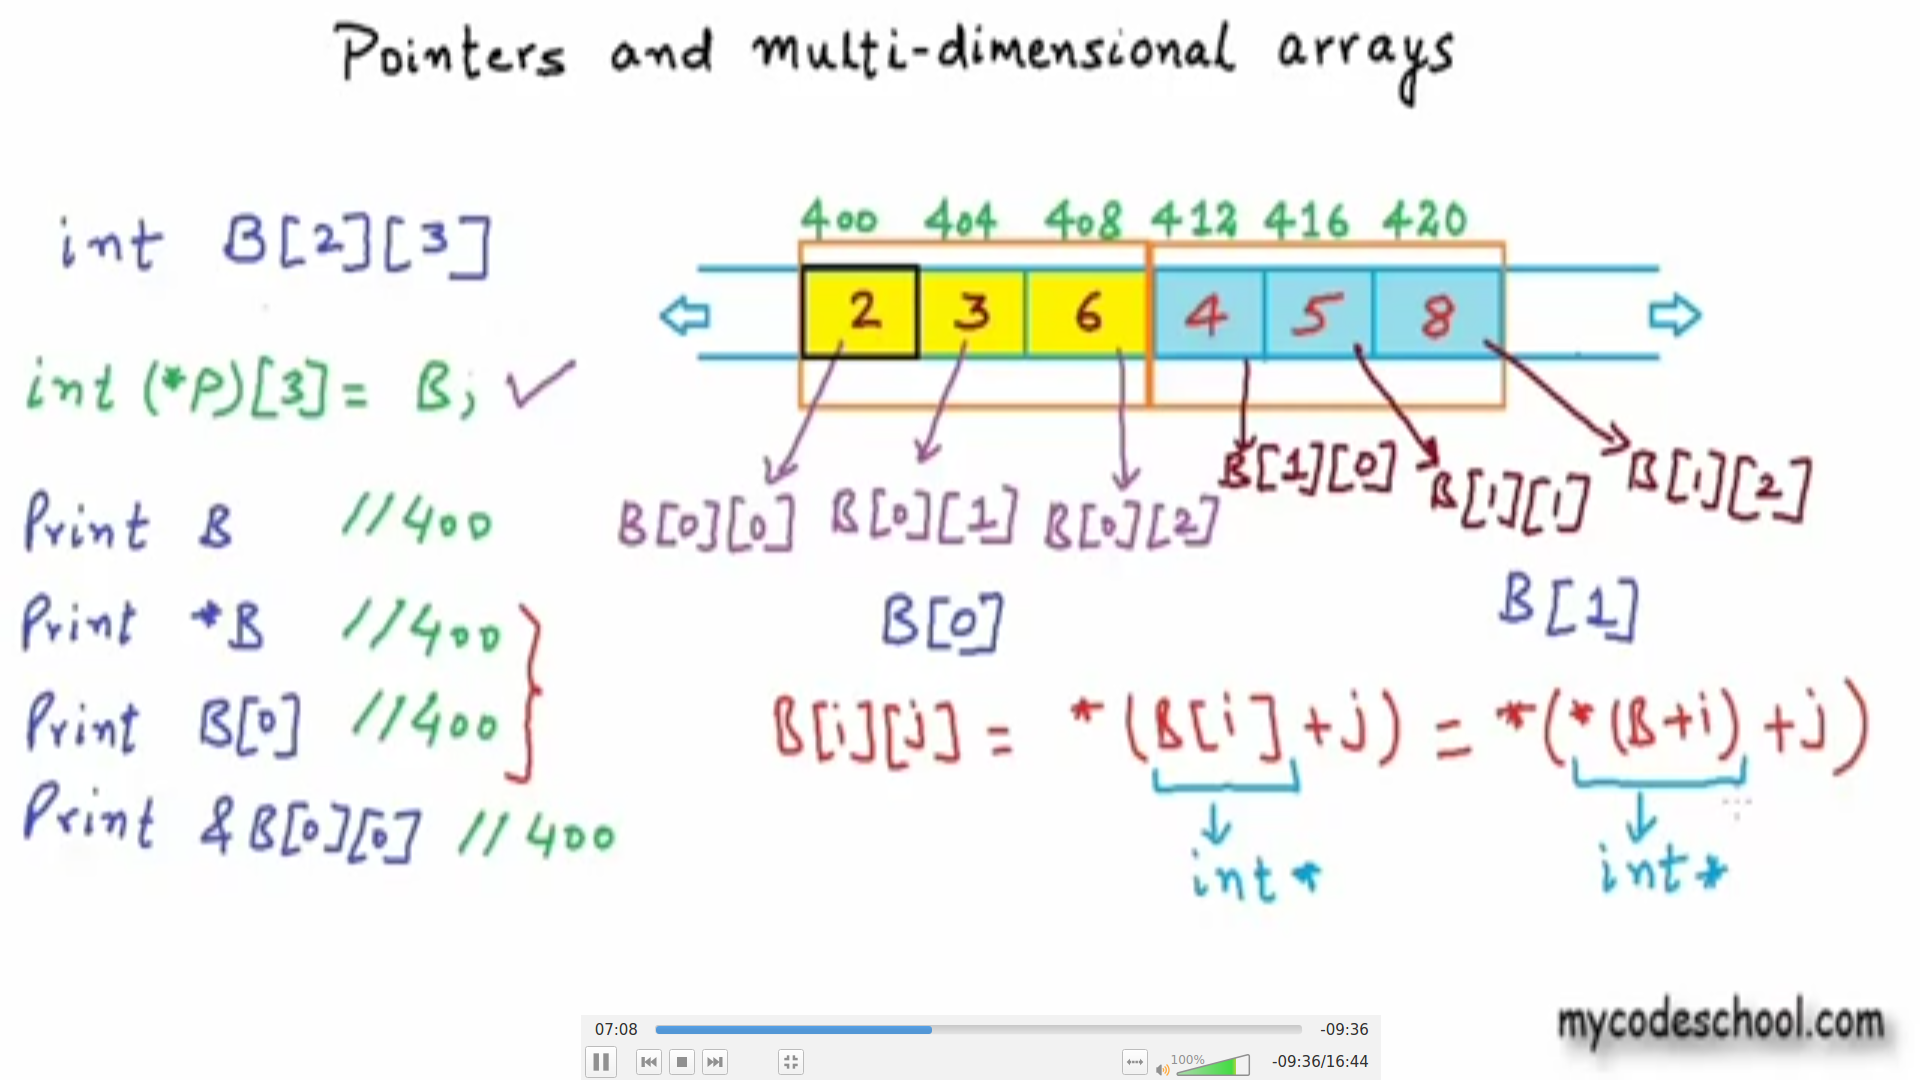 Pointers and multi-dimensional arrays
int B[2][3]
int (*P)[3] = B; ✓
Print B //400
Print *B //400
Print B[0] //400
Print &B[0][0] //400
400 404 408 412 416 420
2 3 6 4 5 8
B[0][0] B[0][1] B[0][2] B[1][0] B[1][1] B[1][2]
B[0] B[1]
B[i][j] = *(B[i]+j) = *(*(B+i)+j)
int* int*
mycodeschool.com
07:08 -09:36
100% -09:36/16:44